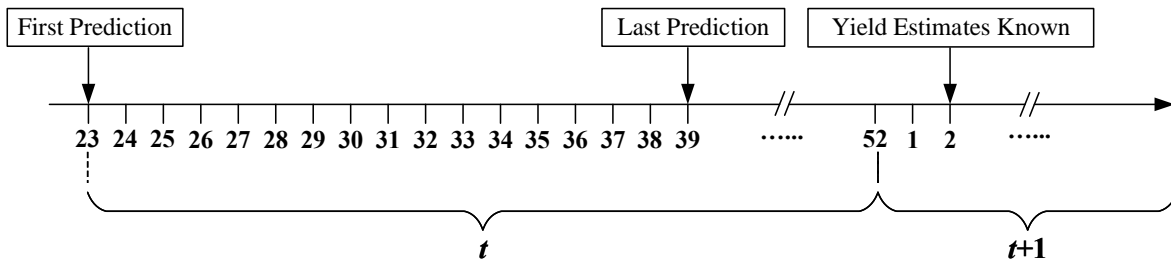 First Prediction Last Prediction Yield Estimates Known
23 24 25 26 27 28 29 30 31 32 33 34 35 36 37 38 39 …... 52 1 2 …...
t t+1